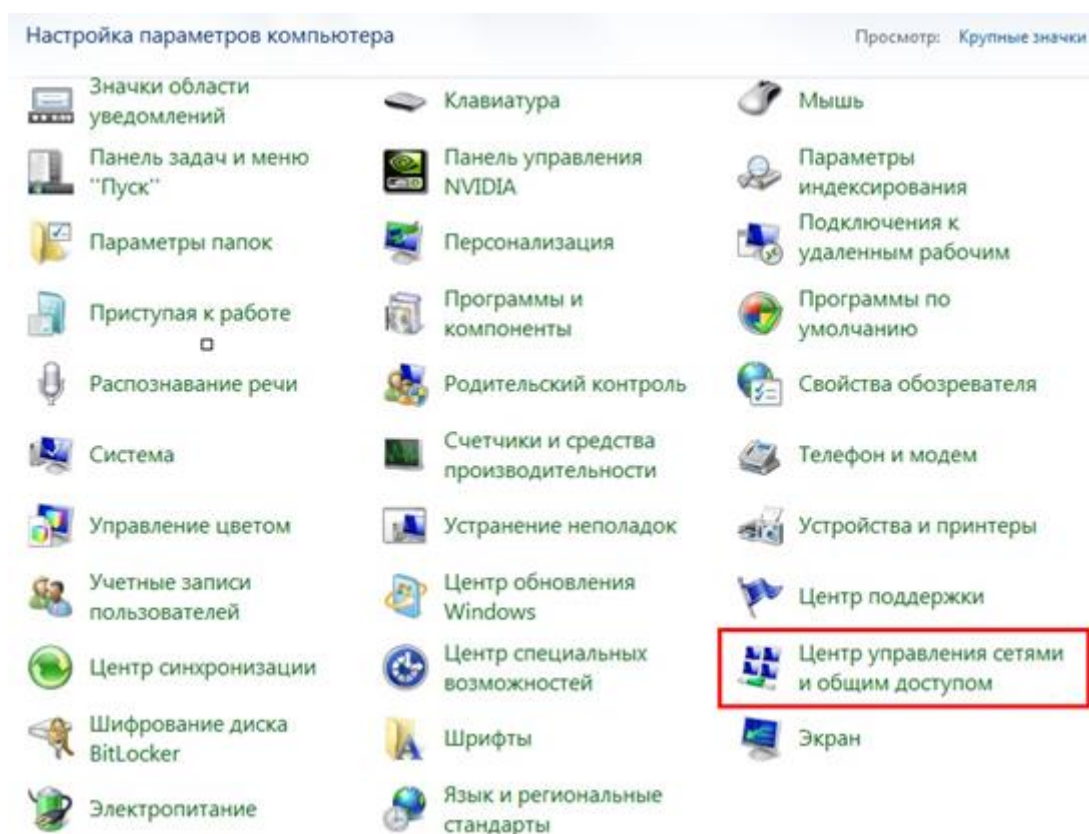 Настройка параметров компьютера
Просмотр: Крупные значки
Значки области
уведомлений
Клавиатура
Мышь
Панель задач и меню
''Пуск''
Панель управления
NVIDIA
Параметры
индексирования
Параметры папок
Персонализация
Подключения к
удаленным рабочим
Приступая к работе
Программы и
компоненты
Программы по
умолчанию
Распознавание речи
Родительский контроль
Свойства обозревателя
Система
Счетчики и средства
производительности
Телефон и модем
Управление цветом
Устранение неполадок
Устройства и принтеры
Учетные записи
пользователей
Центр обновления
Windows
Центр поддержки
Центр синхронизации
Центр специальных
возможностей
Центр управления сетями
и общим доступом
Шифрование диска
BitLocker
Шрифты
Экран
Электропитание
Язык и региональные
стандарты